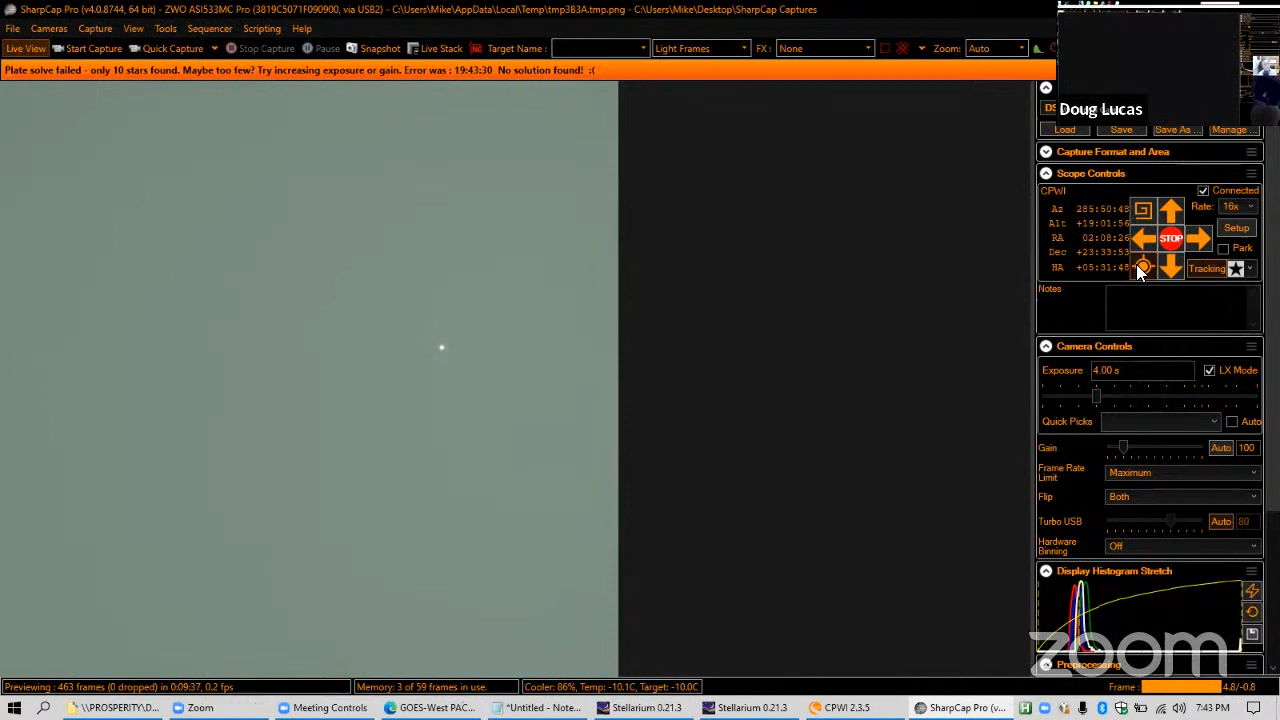 SharpCap Pro (v4.0.8744, 64 bit) - ZWO ASI533MC Pro (3819C5071F090900, via USB2) - C:\Users\Mike\AppData\Local\Temp\tmp3B3A.tmp.png - C:\Users\Mike\Desktop\SharpCap Captures
File Cameras Capture View Tools Sequencer Scripting Help
Live View Start Capture Quick Capture Stop Capture Pause Snapshot Live Stack Target Name : Light Frames FX : None Zoom: Auto
Plate solve failed - only 10 stars found. Maybe too few? Try increasing exposure or gain. Error was : 19:43:30 No solution found! :(
Doug Lucas
DS
Load Save Save As ... Manage ...
Capture Format and Area
Scope Controls
CPWI Connected
Az 285:50:48 Rate: 16x
Alt +19:01:56
RA 02:08:26 STOP Setup
Dec +23:33:53 Park
HA +05:31:48 Tracking
Notes
Camera Controls
Exposure 4.00 s LX Mode
Quick Picks Auto
Gain Auto 100
Frame Rate Limit Maximum
Flip Both
Turbo USB Auto 80
Hardware Binning Off
Display Histogram Stretch
zoom
Preprocessing
Previewing : 463 frames (0 dropped) in 0:09:37, 0.2 fps Memory: 3 of 59 frames in use. Cooler: 86%, Temp: -10.1C, Target: -10.0C Frame : 4.8/-0.8
\\PROSPERITY\D... Zoom Meeting Controls GOES-West PAC... *Untitled - Note... Stellarium 0.21.3 Stellarium 0.21.3 CPWI 2.3.5 SharpCap Pro (v... 7:43 PM